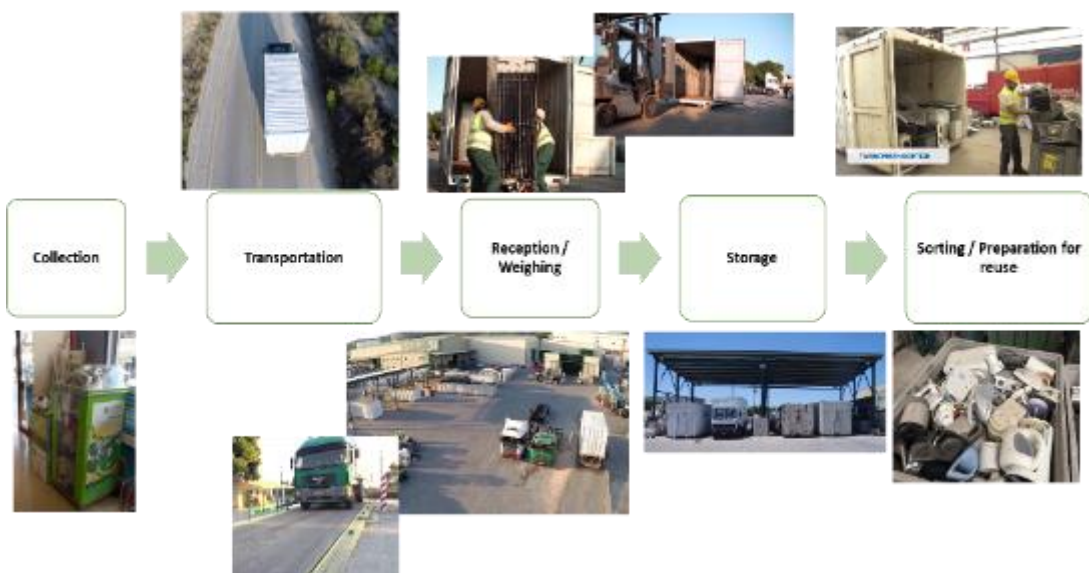 Collection
Transportation
Reception /
Weighing
Storage
Sorting / Preparation for
reuse